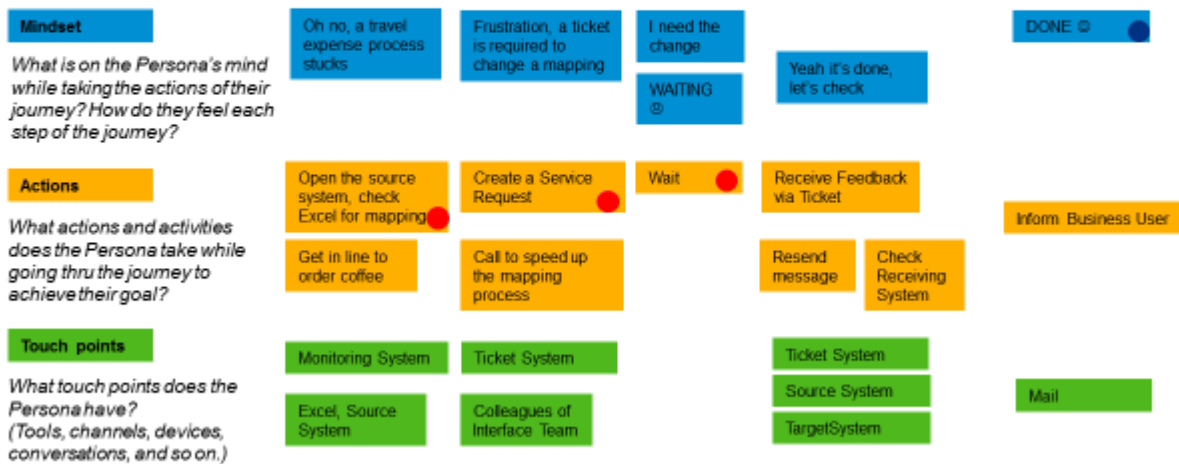 Mindset
What is on the Persona's mind
while taking the actions of their
journey? How do they feel each
step of the journey?
Oh no, a travel
expense process
stucks
Frustration, a ticket
is required to
change a mapping
I need the
change
WAITING
☹
Yeah it's done,
let's check
DONE ☺
Actions
What actions and activities
does the Persona take while
going thru the journey to
achieve their goal?
Open the source
system, check
Excel for mapping
Get in line to
order coffee
Create a Service
Request
Call to speed up
the mapping
process
Wait
Receive Feedback
via Ticket
Resend
message
Check
Receiving
System
Inform Business User
Touch points
What touch points does the
Persona have?
(Tools, channels, devices,
conversations, and so on.)
Monitoring System
Excel, Source
System
Ticket System
Colleagues of
Interface Team
Ticket System
Source System
TargetSystem
Mail